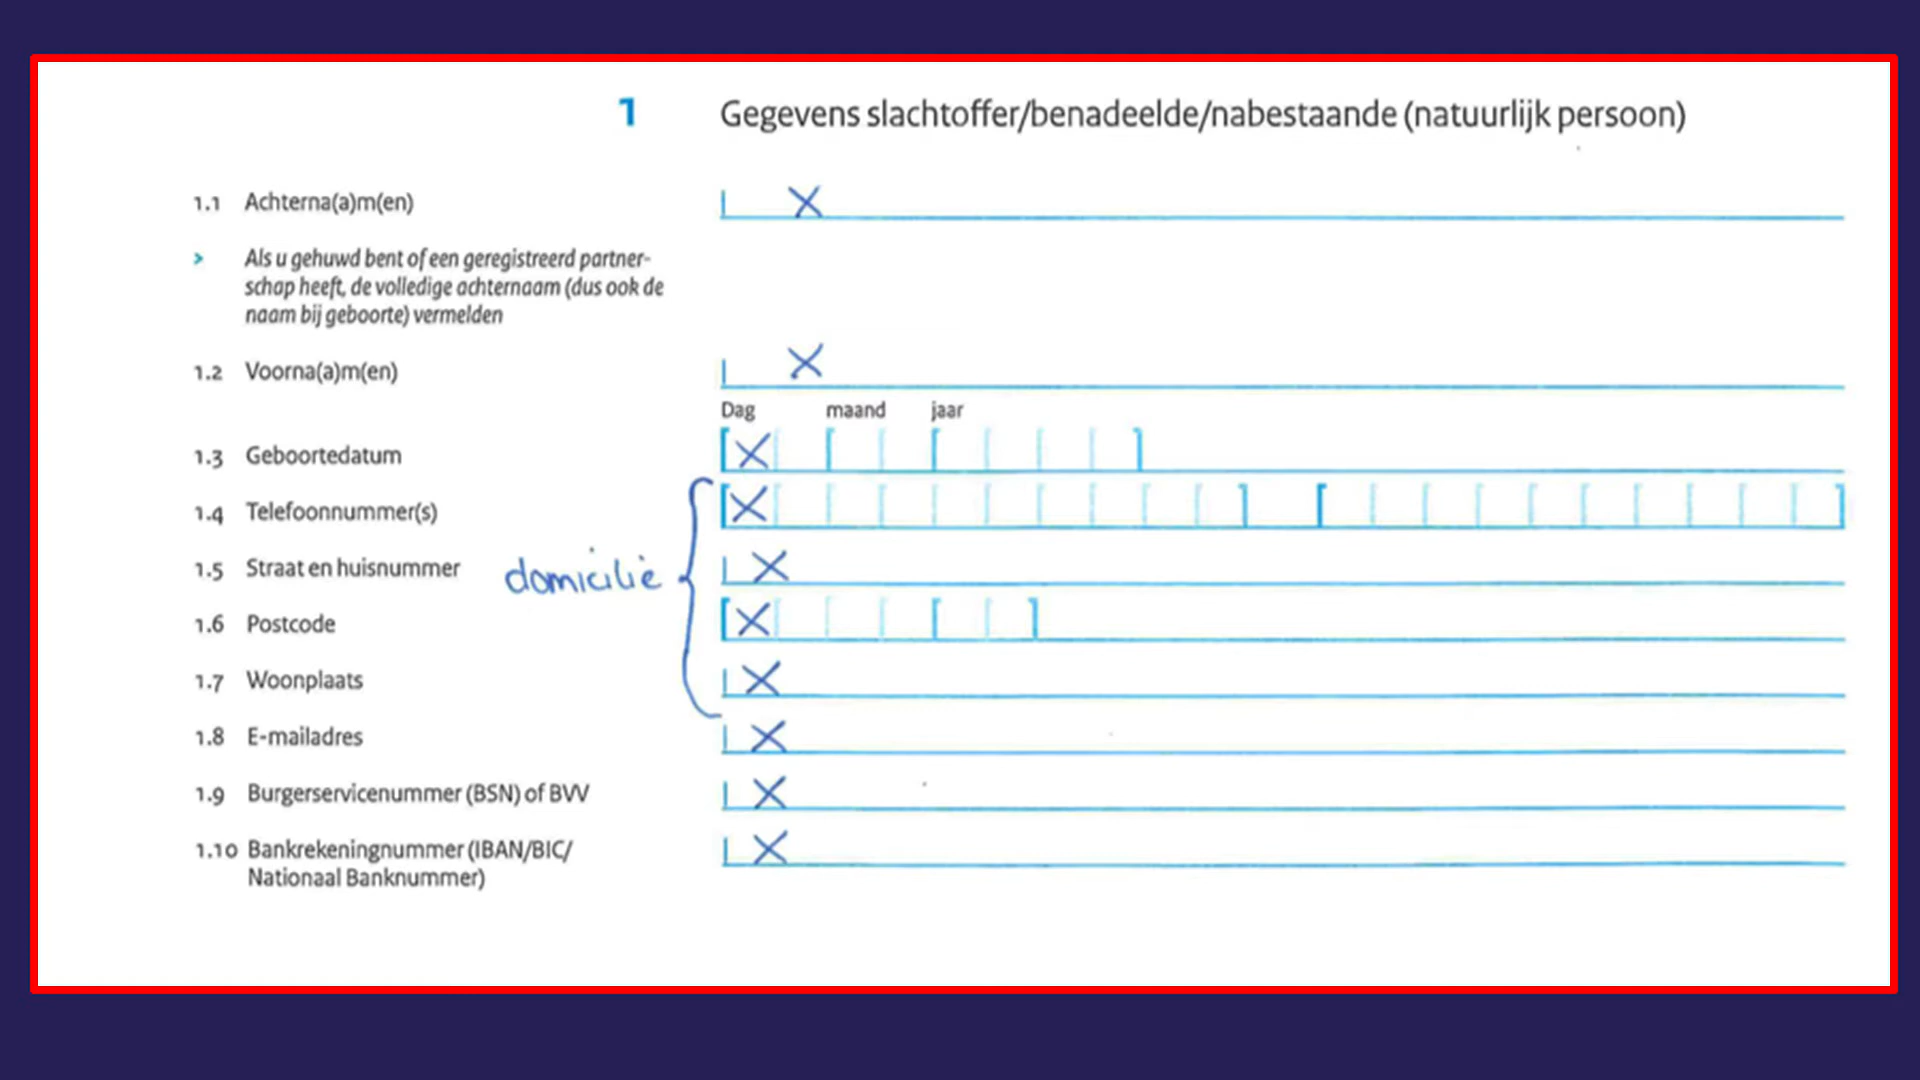 1 Gegevens slachtoffer/benadeelde/nabestaande (natuurlijk persoon)
1.1 Achterna(a)m(en) X
> Als u gehuwd bent of een geregistreerd partner-
schap heeft, de volledige achternaam (dus ook de
naam bij geboorte) vermelden
1.2 Voorna(a)m(en) X
Dag maand jaar
1.3 Geboortedatum X
1.4 Telefoonnummer(s) X
1.5 Straat en huisnummer domicilie X
1.6 Postcode X
1.7 Woonplaats X
1.8 E-mailadres X
1.9 Burgerservicenummer (BSN) of BVV X
1.10 Bankrekeningnummer (IBAN/BIC/ X
Nationaal Banknummer)